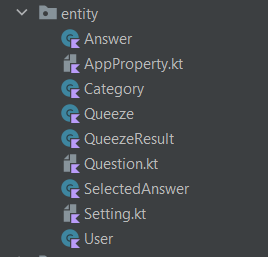 entity
Answer
AppProperty.kt
Category
Queeze
QueezeResult
Question.kt
SelectedAnswer
Setting.kt
User